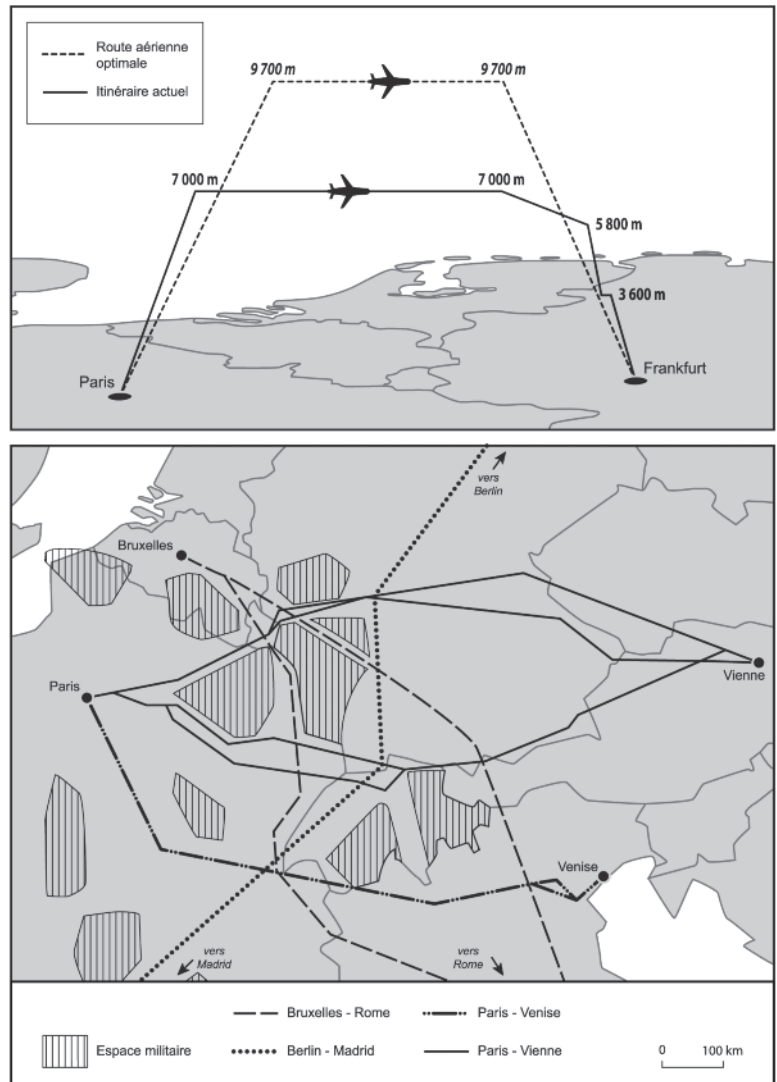 Route aérienne
optimale
Itinéraire actuel
9 700 m
9 700 m
7 000 m
7 000 m
5 800 m
3 600 m
Paris
Frankfurt
vers
Berlin
Bruxelles
Paris
Vienne
Venise
vers
Madrid
vers
Rome
Bruxelles - Rome
Paris - Venise
Espace militaire
Berlin - Madrid
Paris - Vienne
0 100 km